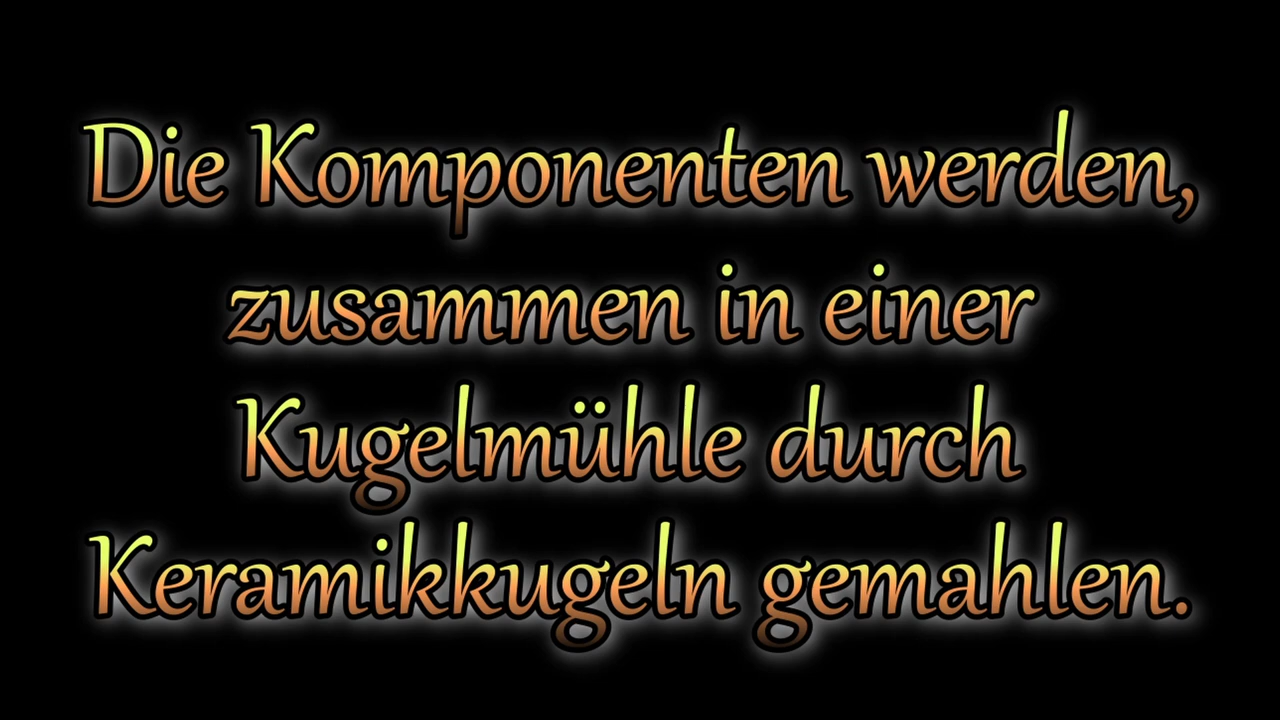 Die Komponenten werden,
zusammen in einer
Kugelmühle durch
Keramikkugeln gemahlen.